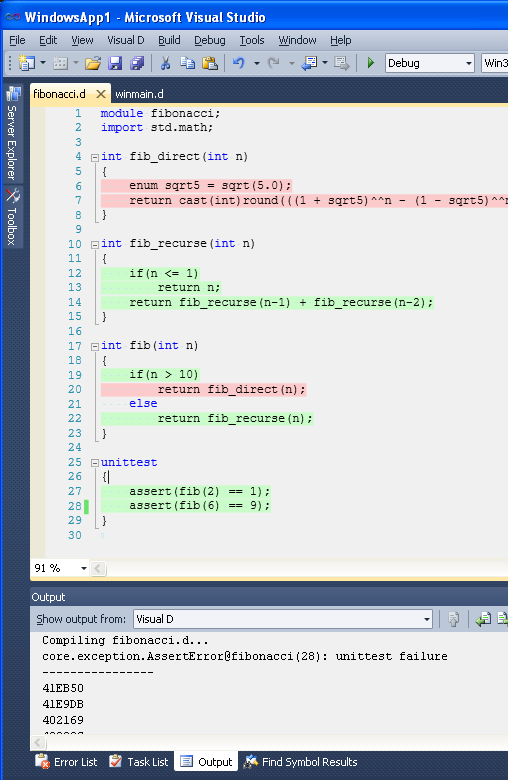 WindowsApp1 - Microsoft Visual Studio
File Edit View Visual D Build Debug Tools Window Help
Debug Win3
Server Explorer
Toolbox
fibonacci.d winmain.d
1 module fibonacci;
2 import std.math;
3
4 int fib_direct(int n)
5 {
6 enum sqrt5 = sqrt(5.0);
7 return cast(int)round(((1 + sqrt5)^^n - (1 - sqrt5)^^n
8 }
9
10 int fib_recurse(int n)
11 {
12 if(n <= 1)
13 return n;
14 return fib_recurse(n-1) + fib_recurse(n-2);
15 }
16
17 int fib(int n)
18 {
19 if(n > 10)
20 return fib_direct(n);
21 else
22 return fib_recurse(n);
23 }
24
25 unittest
26 {
27 assert(fib(2) == 1);
28 assert(fib(6) == 9);
29 }
30
91 %
Output
Show output from: Visual D
Compiling fibonacci.d...
core.exception.AssertError@fibonacci(28): unittest failure
----------------
41EB50
41E9DB
402169
Error List Task List Output Find Symbol Results